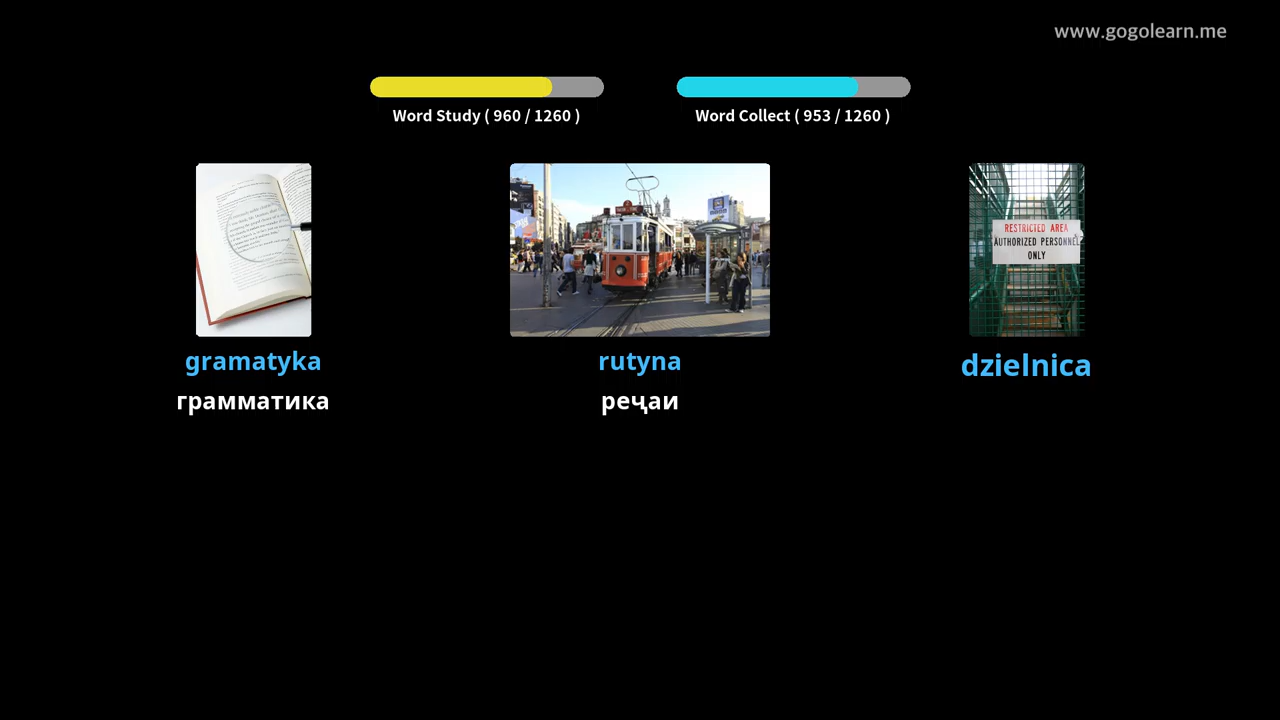 www.gogolearn.me
Word Study ( 960 / 1260 )
Word Collect ( 953 / 1260 )
RESTRICTED AREA
AUTHORIZED PERSONNEL
ONLY
gramatyka
rutyna
dzielnica
грамматика
реҷаи